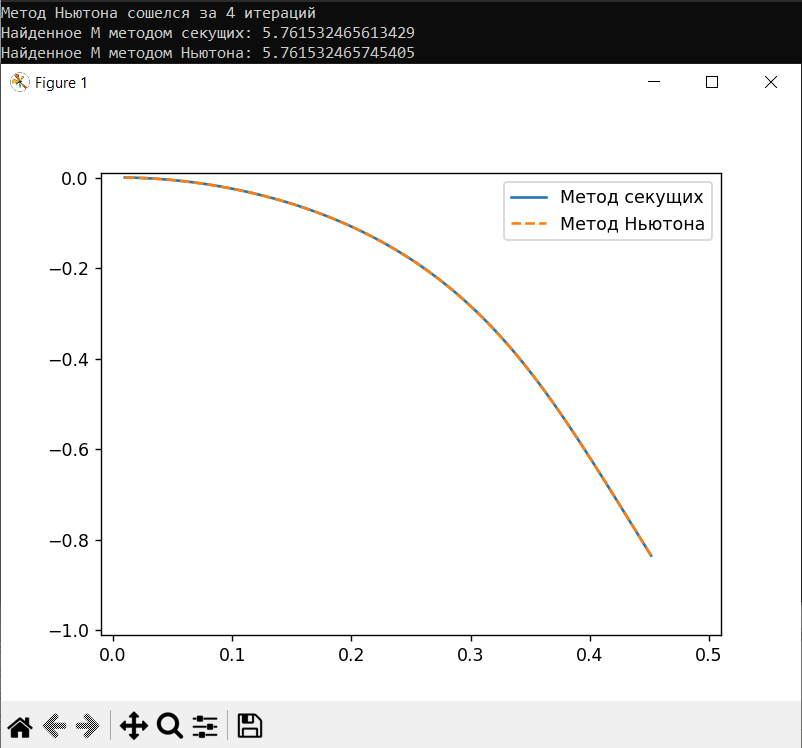 Метод Ньютона сошелся за 4 итераций
Найденное M методом секущих: 5.761532465613429
Найденное M методом Ньютона: 5.761532465745405
Figure 1
Метод секущих
Метод Ньютона
0.0
−0.2
−0.4
−0.6
−0.8
−1.0
0.0 0.1 0.2 0.3 0.4 0.5